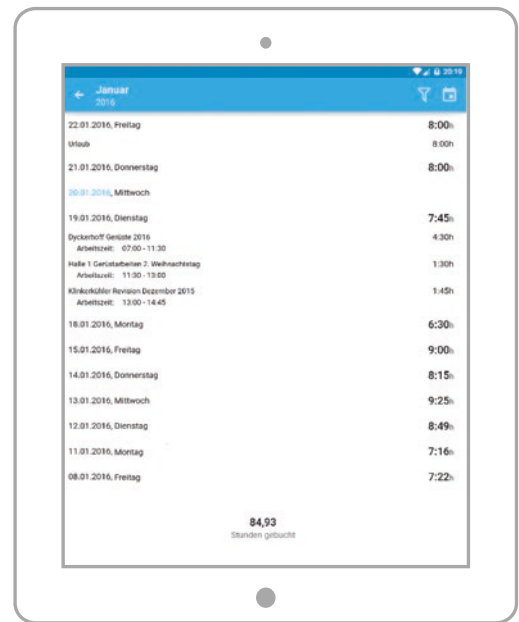 20:19
Januar
2016
22.01.2016, Freitag 8:00h
Urlaub 8:00h
21.01.2016, Donnerstag 8:00h
20.01.2016, Mittwoch
19.01.2016, Dienstag 7:45h
Dyckerhoff Gerüste 2016 4:30h
Arbeitszeit: 07:00 - 11:30
Halle 1 Gerüstarbeiten 2. Weihnachtstag 1:30h
Arbeitszeit: 11:30 - 13:00
Klinkerkühler Revision Dezember 2015 1:45h
Arbeitszeit: 13:00 - 14:45
18.01.2016, Montag 6:30h
15.01.2016, Freitag 9:00h
14.01.2016, Donnerstag 8:15h
13.01.2016, Mittwoch 9:25h
12.01.2016, Dienstag 8:49h
11.01.2016, Montag 7:16h
08.01.2016, Freitag 7:22h
84,93
Stunden gebucht